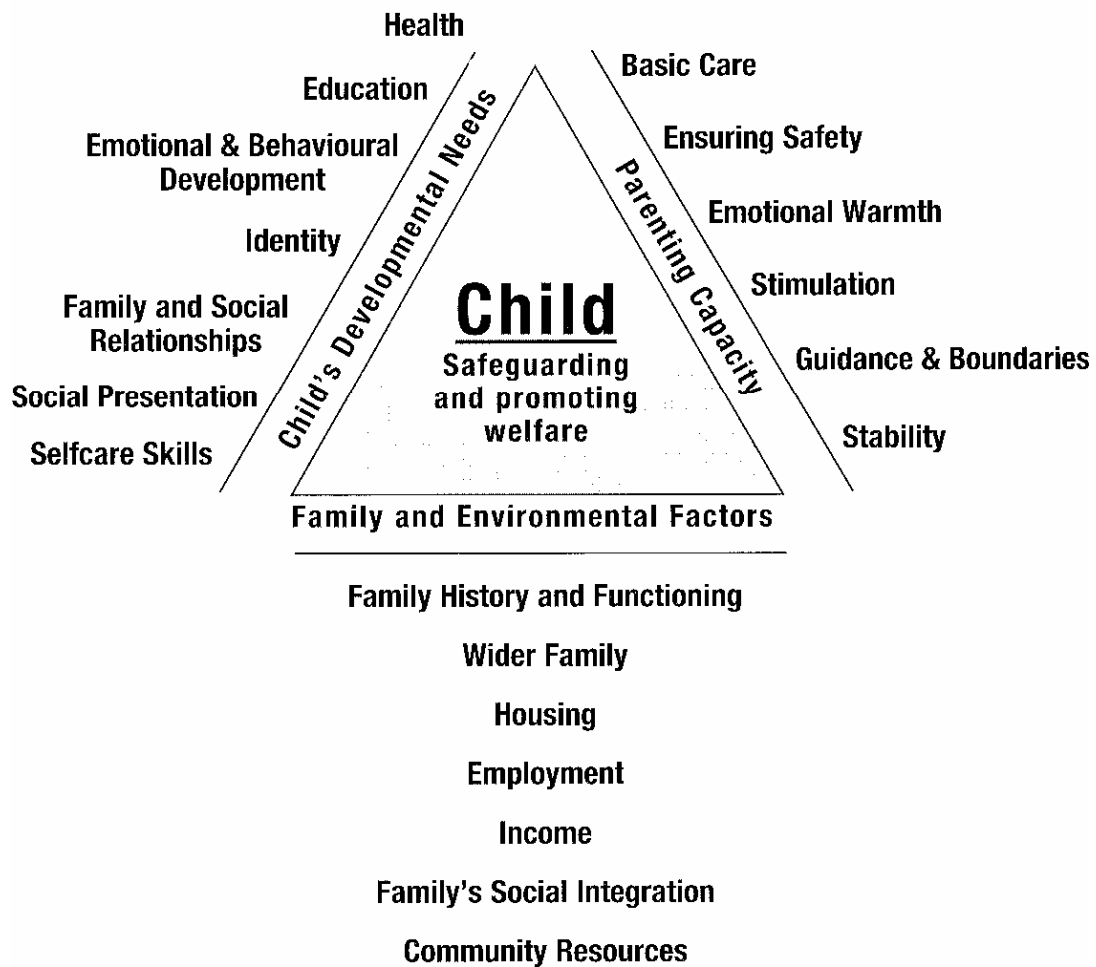 Health
Education
Emotional & Behavioural
Development
Identity
Family and Social
Relationships
Social Presentation
Selfcare Skills
Child's Developmental Needs
Child
Safeguarding
and promoting
welfare
Parenting Capacity
Basic Care
Ensuring Safety
Emotional Warmth
Stimulation
Guidance & Boundaries
Stability
Family and Environmental Factors
Family History and Functioning
Wider Family
Housing
Employment
Income
Family's Social Integration
Community Resources